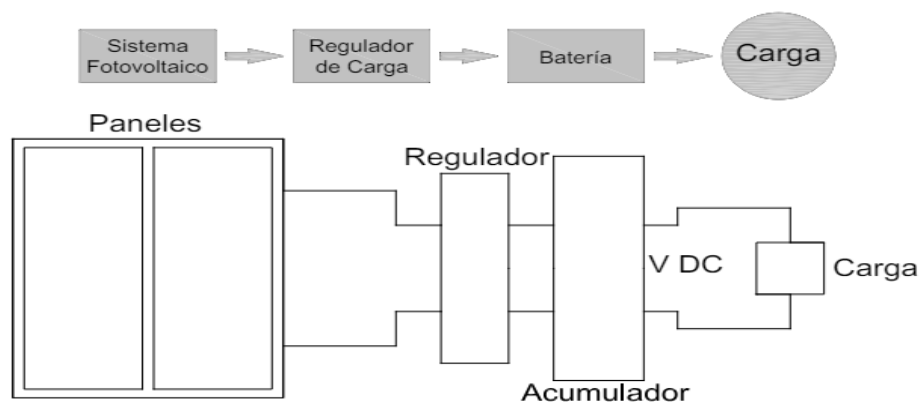 Sistema
Fotovoltaico
Regulador
de Carga
Batería
Carga
Paneles
Regulador
V DC
Carga
Acumulador